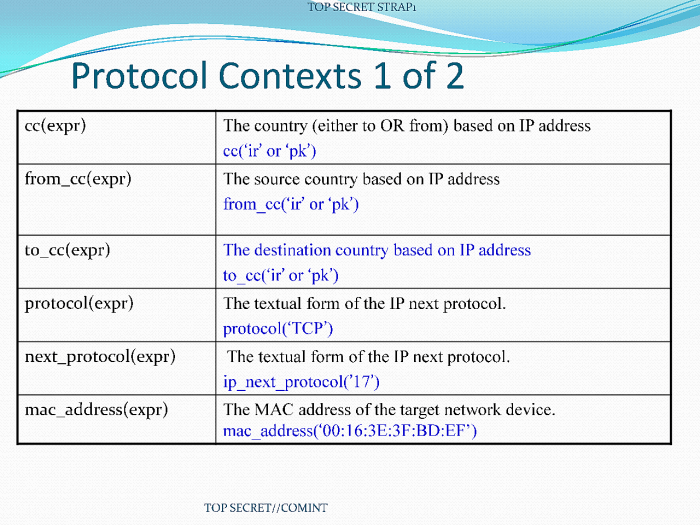 TOP SECRET STRAP1
Protocol Contexts 1 of 2
cc(expr)
The country (either to OR from) based on IP address
cc(‘ir’ or ‘pk’)
from_cc(expr)
The source country based on IP address
from_cc(‘ir’ or ‘pk’)
to_cc(expr)
The destination country based on IP address
to_cc(‘ir’ or ‘pk’)
protocol(expr)
The textual form of the IP next protocol.
protocol(‘TCP’)
next_protocol(expr)
The textual form of the IP next protocol.
ip_next_protocol(’17’)
mac_address(expr)
The MAC address of the target network device.
mac_address(‘00:16:3E:3F:BD:EF’)
TOP SECRET//COMINT